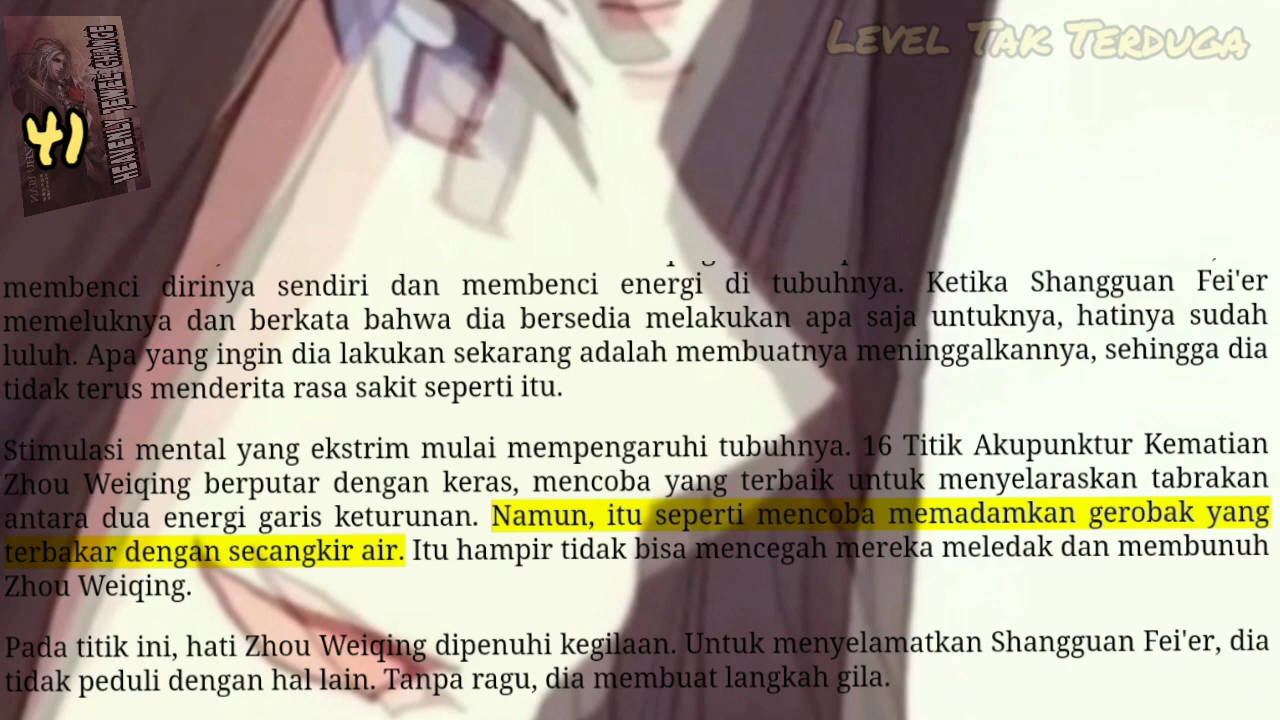 Level Tak Terduga
HEAVENLY JEWEL CHANGE
41
membenci dirinya sendiri dan membenci energi di tubuhnya. Ketika Shangguan Fei'er
memeluknya dan berkata bahwa dia bersedia melakukan apa saja untuknya, hatinya sudah
luluh. Apa yang ingin dia lakukan sekarang adalah membuatnya meninggalkannya, sehingga dia
tidak terus menderita rasa sakit seperti itu.
Stimulasi mental yang ekstrim mulai mempengaruhi tubuhnya. 16 Titik Akupunktur Kematian
Zhou Weiqing berputar dengan keras, mencoba yang terbaik untuk menyelaraskan tabrakan
antara dua energi garis keturunan. Namun, itu seperti mencoba memadamkan gerobak yang
terbakar dengan secangkir air. Itu hampir tidak bisa mencegah mereka meledak dan membunuh
Zhou Weiqing.
Pada titik ini, hati Zhou Weiqing dipenuhi kegilaan. Untuk menyelamatkan Shangguan Fei'er, dia
tidak peduli dengan hal lain. Tanpa ragu, dia membuat langkah gila.